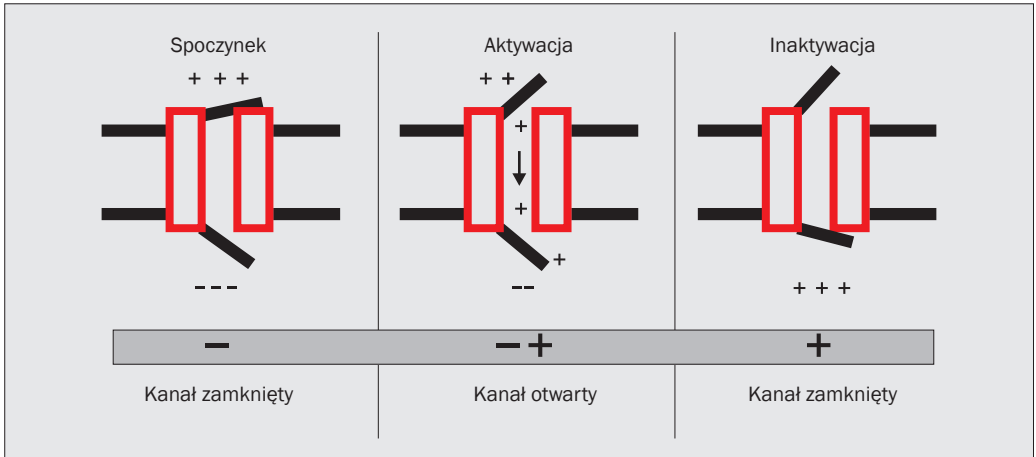 Spoczynek
Aktywacja
Inaktywacja
+ + +
+ +
+
+
+
– – –
– –
+ + +
– – + +
Kanał zamknięty
Kanał otwarty
Kanał zamknięty